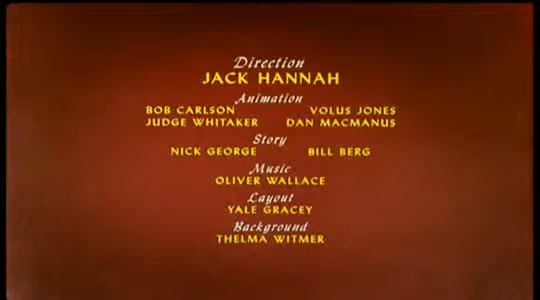 Direction
JACK HANNAH
Animation
BOB CARLSON VOLUS JONES
JUDGE WHITAKER DAN MACMANUS
Story
NICK GEORGE BILL BERG
Music
OLIVER WALLACE
Layout
YALE GRACEY
Background
THELMA WITMER